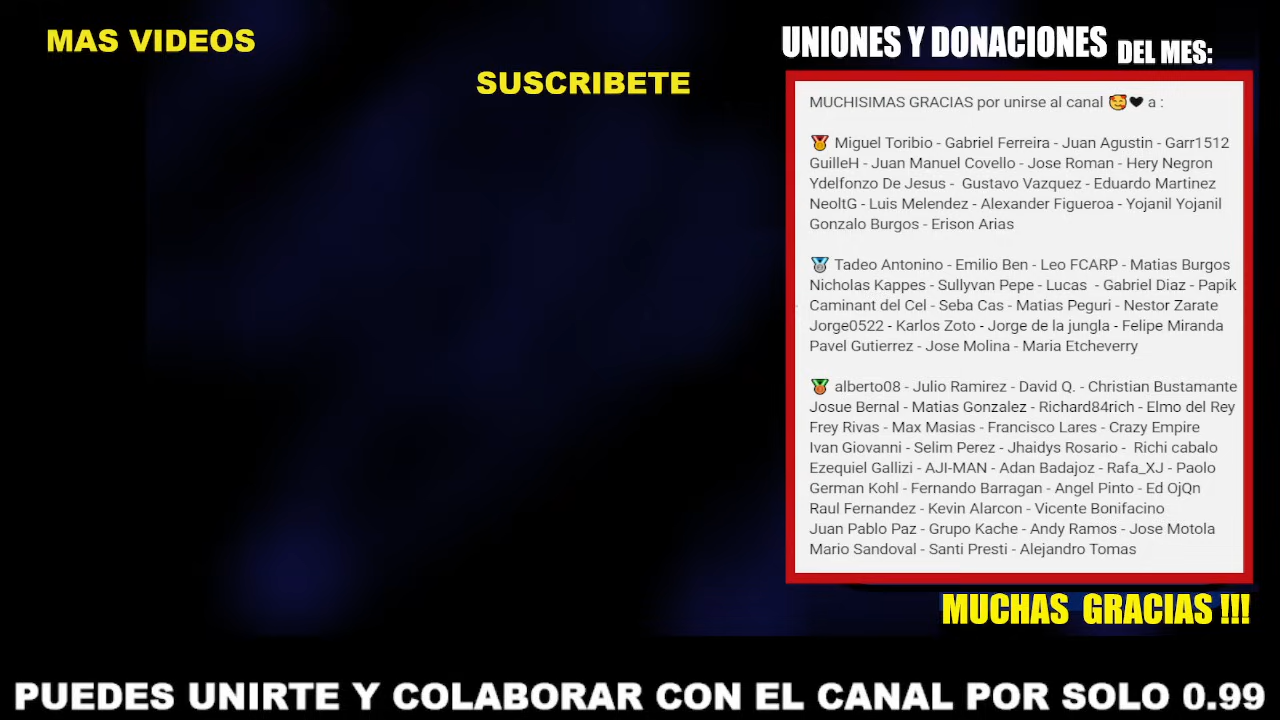 MAS VIDEOS
SUSCRIBETE
UNIONES Y DONACIONES DEL MES:
MUCHISIMAS GRACIAS por unirse al canal 🥰🖤 a :
🥇 Miguel Toribio - Gabriel Ferreira - Juan Agustin - Garr1512
GuilleH - Juan Manuel Covello - Jose Roman - Hery Negron
Ydelfonzo De Jesus - Gustavo Vazquez - Eduardo Martinez
NeoltG - Luis Melendez - Alexander Figueroa - Yojanil Yojanil
Gonzalo Burgos - Erison Arias
🥈 Tadeo Antonino - Emilio Ben - Leo FCARP - Matias Burgos
Nicholas Kappes - Sullyvan Pepe - Lucas - Gabriel Diaz - Papik
Caminant del Cel - Seba Cas - Matias Peguri - Nestor Zarate
Jorge0522 - Karlos Zoto - Jorge de la jungla - Felipe Miranda
Pavel Gutierrez - Jose Molina - Maria Etcheverry
🥉 alberto08 - Julio Ramirez - David Q. - Christian Bustamante
Josue Bernal - Matias Gonzalez - Richard84rich - Elmo del Rey
Frey Rivas - Max Masias - Francisco Lares - Crazy Empire
Ivan Giovanni - Selim Perez - Jhaidys Rosario - Richi cabalo
Ezequiel Gallizi - AJI-MAN - Adan Badajoz - Rafa_XJ - Paolo
German Kohl - Fernando Barragan - Angel Pinto - Ed OjQn
Raul Fernandez - Kevin Alarcon - Vicente Bonifacino
Juan Pablo Paz - Grupo Kache - Andy Ramos - Jose Motola
Mario Sandoval - Santi Presti - Alejandro Tomas
MUCHAS GRACIAS !!!
PUEDES UNIRTE Y COLABORAR CON EL CANAL POR SOLO 0.99